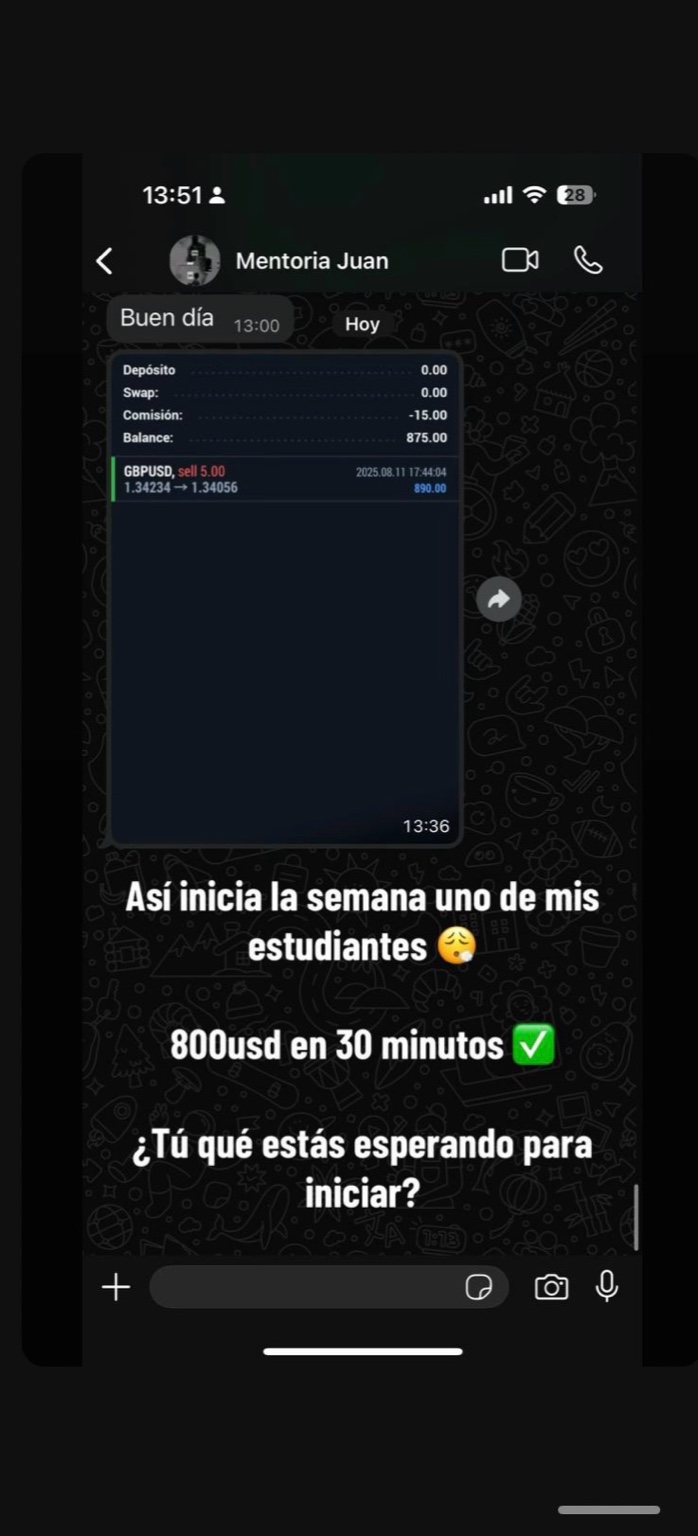 13:51
28
Mentoria Juan
Buen día 13:00
Hoy
Depósito 0.00
Swap: 0.00
Comisión: -15.00
Balance: 875.00
GBPUSD, sell 5.00 2025.08.11 17:44:04
1.34234 → 1.34056 890.00
13:36
Así inicia la semana uno de mis
estudiantes 😮‍💨
800usd en 30 minutos ✅
¿Tú qué estás esperando para
iniciar?